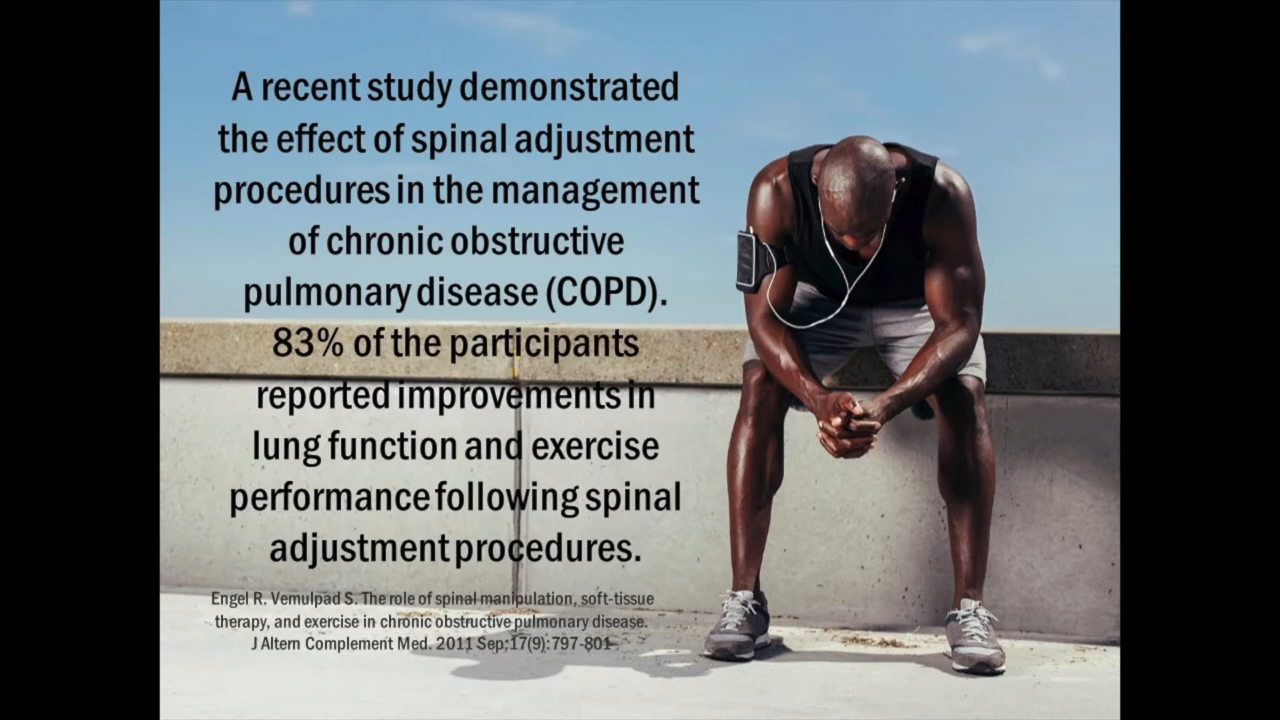 A recent study demonstrated
the effect of spinal adjustment
procedures in the management
of chronic obstructive
pulmonary disease (COPD).
83% of the participants
reported improvements in
lung function and exercise
performance following spinal
adjustment procedures.
Engel R. Vemulpad S. The role of spinal manipulation, soft-tissue
therapy, and exercise in chronic obstructive pulmonary disease.
J Altern Complement Med. 2011 Sep;17(9):797-801.